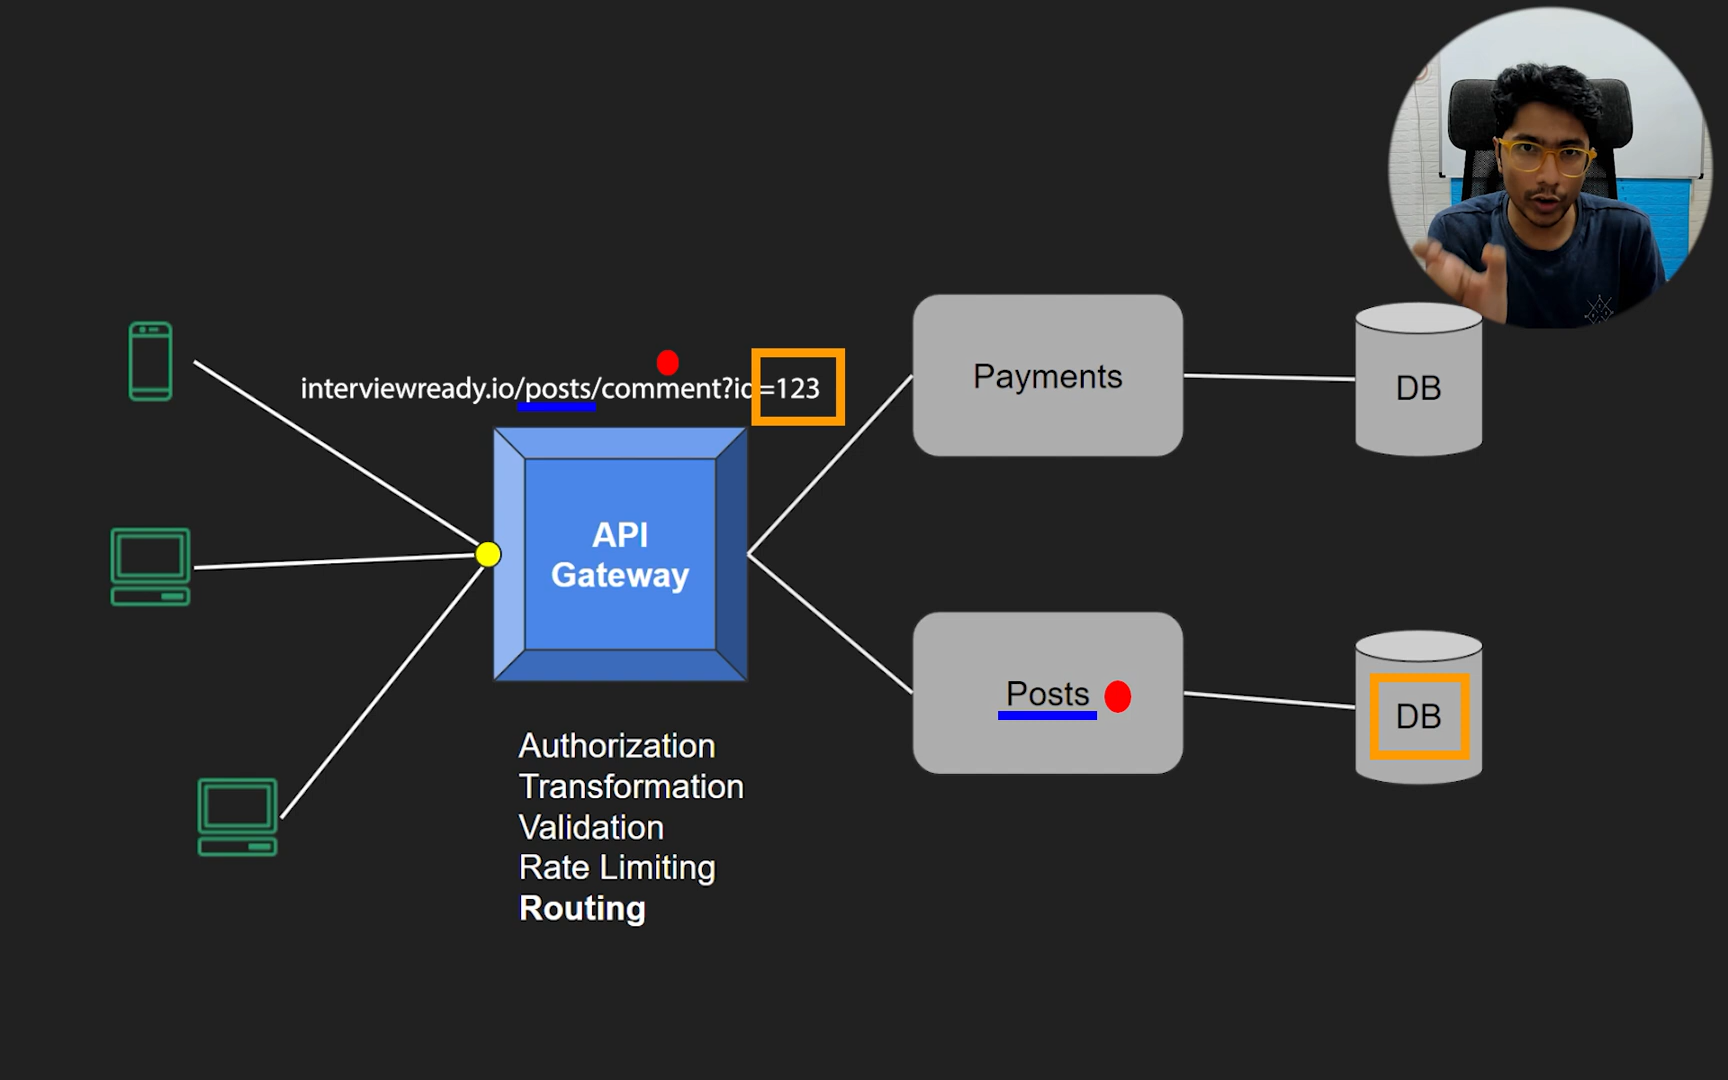 interviewready.io/posts/comment?id=123
Payments
DB
API
Gateway
Posts
DB
Authorization
Transformation
Validation
Rate Limiting
Routing